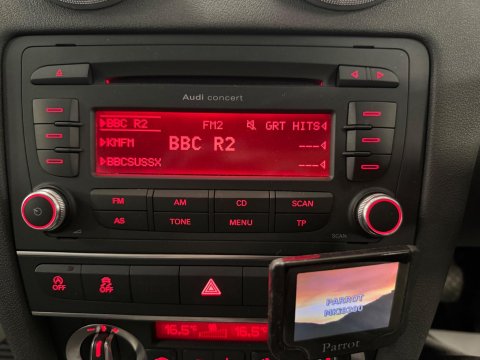 Audi concert
BBC R2 FM2 GRT HITS
KMFM BBC R2 ---
BBCSUSSX ---
FM AM CD SCAN
AS TONE MENU TP
SCAN
OFF OFF
PARROT
Parrot